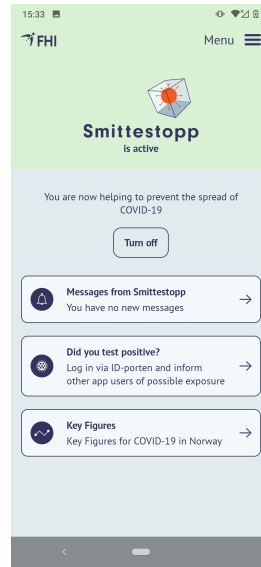 15:33
FHI
Menu
Smittestopp
is active
You are now helping to prevent the spread of
COVID-19
Turn off
Messages from Smittestopp
You have no new messages
Did you test positive?
Log in via ID-porten and inform
other app users of possible exposure
Key Figures
Key Figures for COVID-19 in Norway